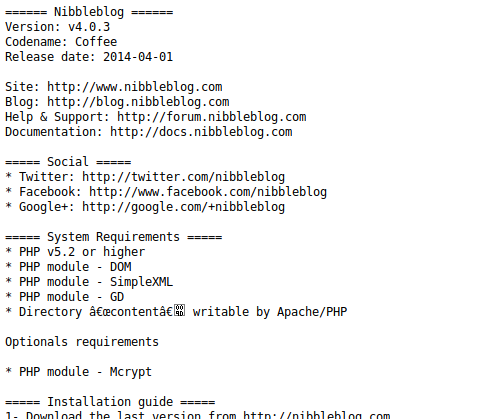 ====== Nibbleblog ======
Version: v4.0.3
Codename: Coffee
Release date: 2014-04-01
Site: http://www.nibbleblog.com
Blog: http://blog.nibbleblog.com
Help & Support: http://forum.nibbleblog.com
Documentation: http://docs.nibbleblog.com
===== Social =====
* Twitter: http://twitter.com/nibbleblog
* Facebook: http://www.facebook.com/nibbleblog
* Google+: http://google.com/+nibbleblog
===== System Requirements =====
* PHP v5.2 or higher
* PHP module - DOM
* PHP module - SimpleXML
* PHP module - GD
* Directory â€œcontentâ€ writable by Apache/PHP
Optionals requirements
* PHP module - Mcrypt
===== Installation guide =====
1- Download the last version from http://nibbleblog.com